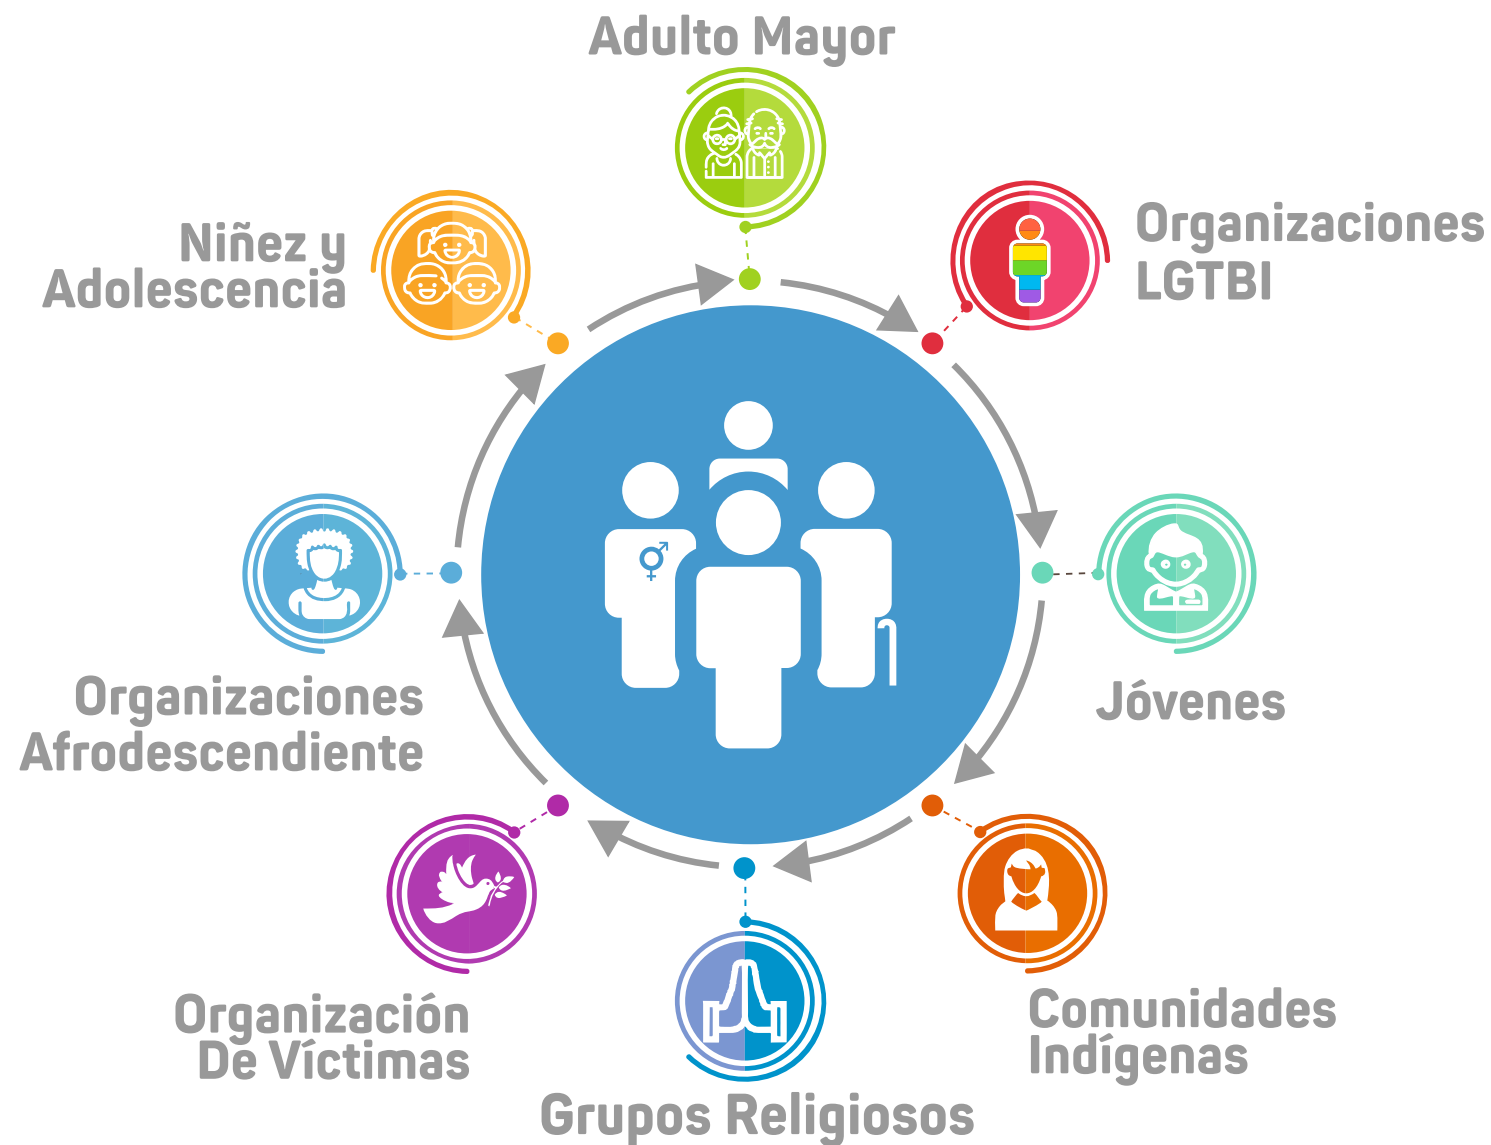 Adulto Mayor
Organizaciones
LGTBI
Niñez y
Adolescencia
Jóvenes
Organizaciones
Afrodescendiente
Comunidades
Indígenas
Organización
De Víctimas
Grupos Religiosos